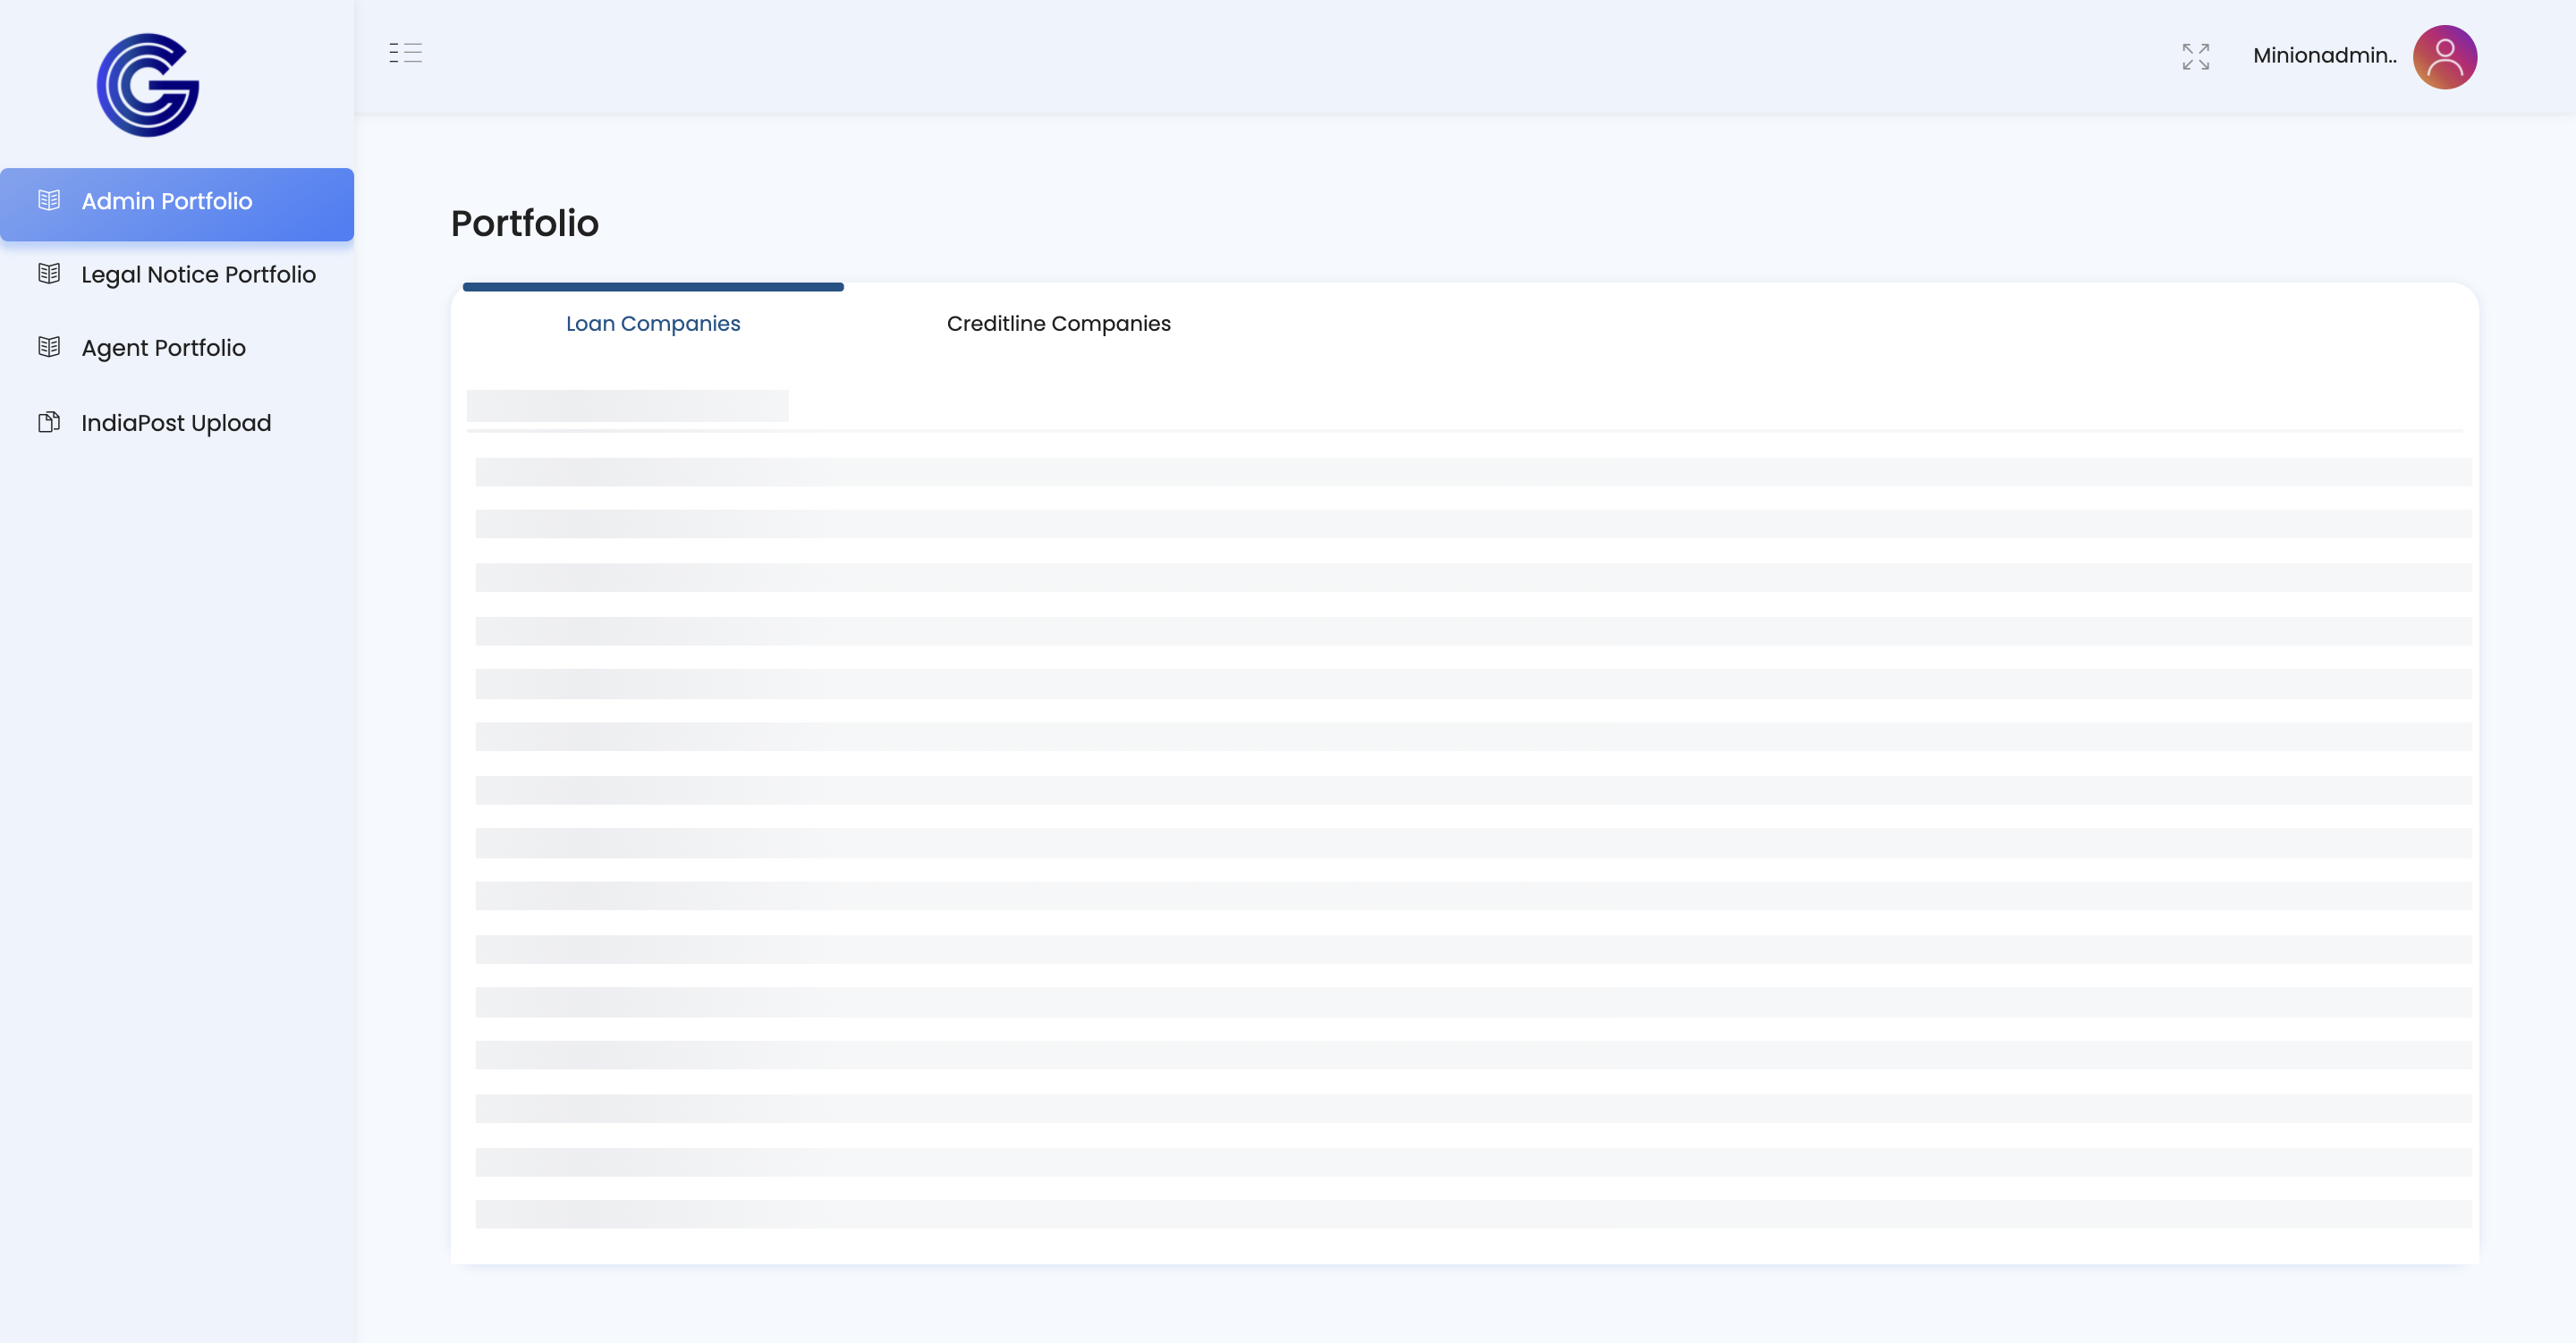 Minionadmin..
Admin Portfolio
Legal Notice Portfolio
Agent Portfolio
IndiaPost Upload
Portfolio
Loan Companies
Creditline Companies